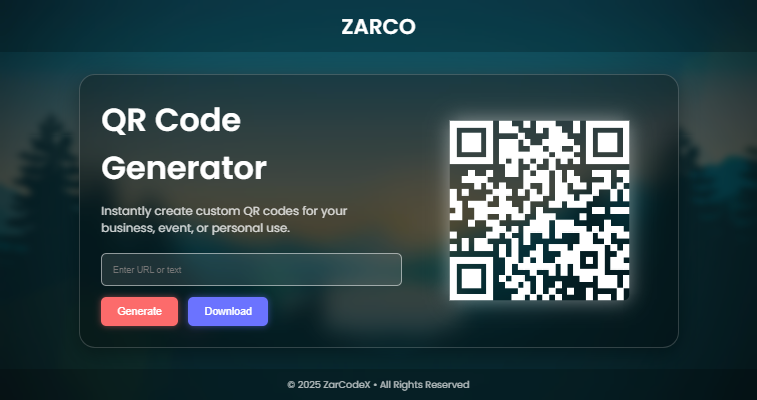 ZARCO
QR Code
Generator
Instantly create custom QR codes for your
business, event, or personal use.
Enter URL or text
Generate
Download
© 2025 ZarCodeX • All Rights Reserved